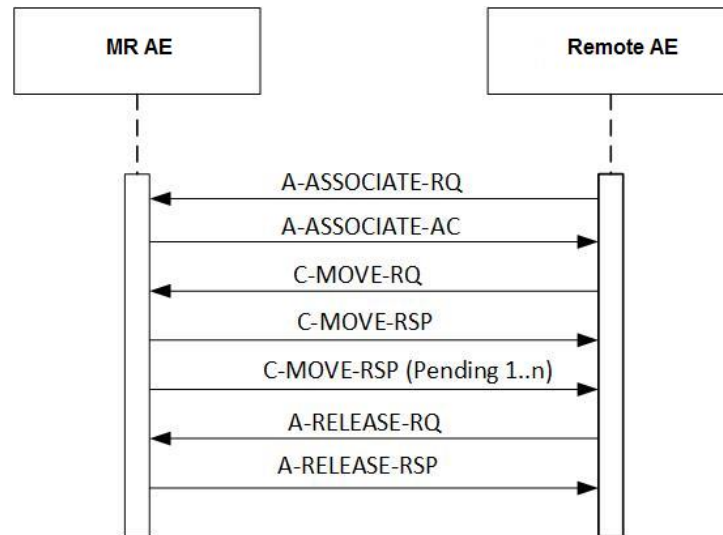 MR AE
Remote AE
A-ASSOCIATE-RQ
A-ASSOCIATE-AC
C-MOVE-RQ
C-MOVE-RSP
C-MOVE-RSP (Pending 1..n)
A-RELEASE-RQ
A-RELEASE-RSP